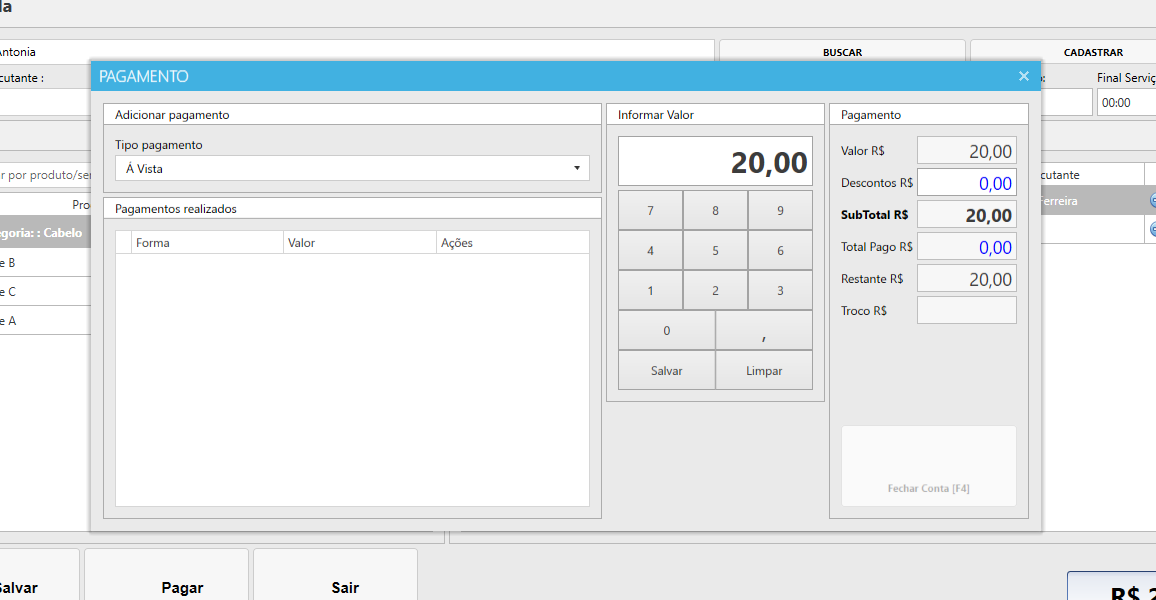 da
Antonia
BUSCAR
CADASTRAR
cutante :
o:
Final Serviç
00:00
PAGAMENTO
Adicionar pagamento
Tipo pagamento
Á Vista
Pagamentos realizados
Forma Valor Ações
Informar Valor
20,00
7 8 9
4 5 6
1 2 3
0 ,
Salvar Limpar
Pagamento
Valor R$ 20,00
Descontos R$ 0,00
SubTotal R$ 20,00
Total Pago R$ 0,00
Restante R$ 20,00
Troco R$
Fechar Conta [F4]
r por produto/ser
Pro
egoria: : Cabelo
e B
e C
e A
cutante
Ferreira
Salvar
Pagar
Sair
R$ 2